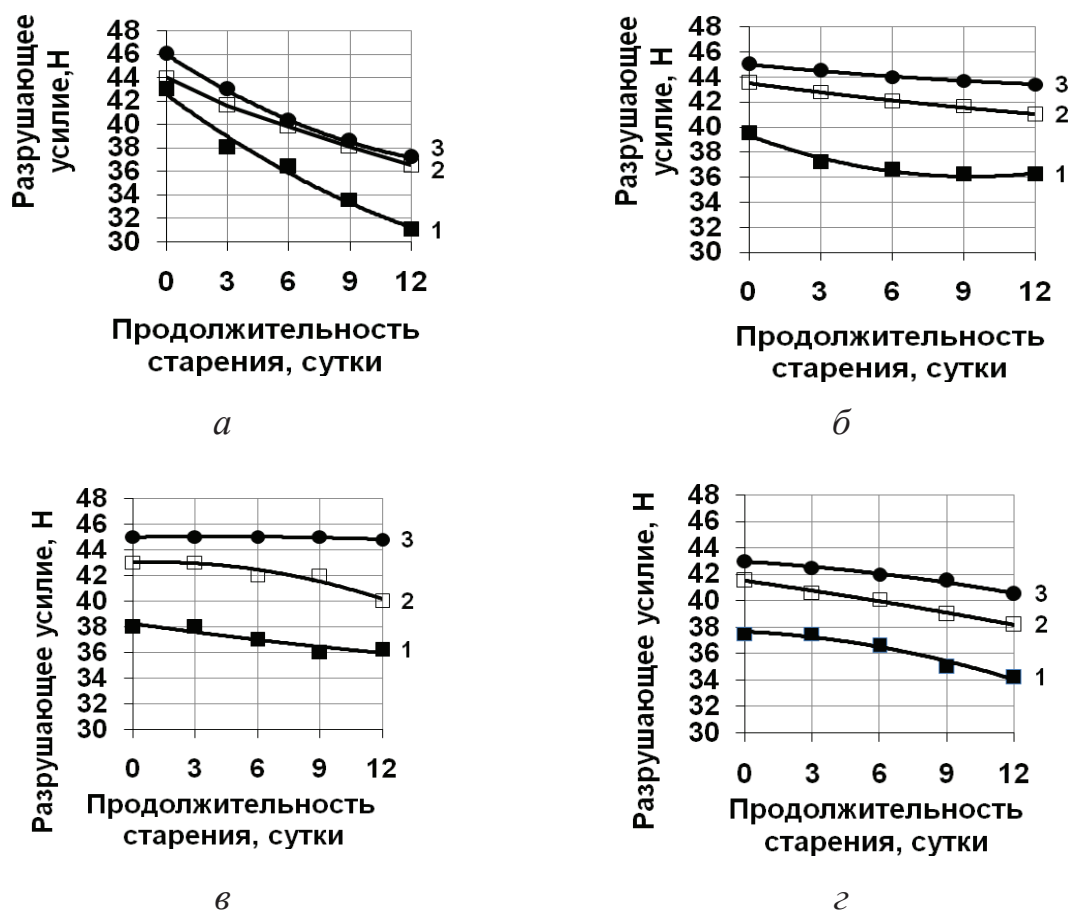 Разрушающее
усилие,Н
48
46
44
42
40
38
36
34
32
30
3
2
1
0 3 6 9 12
Продолжительность
старения, сутки
а
Разрушающее
усилие, Н
48
46
44
42
40
38
36
34
32
30
3
2
1
0 3 6 9 12
Продолжительность
старения, сутки
б
Разрушающее усилие, Н
48
46
44
42
40
38
36
34
32
30
3
2
1
0 3 6 9 12
Продолжительность
старения, сутки
в
Разрушающее усилие, Н
48
46
44
42
40
38
36
34
32
30
3
2
1
0 3 6 9 12
Продолжительность
старения, сутки
г